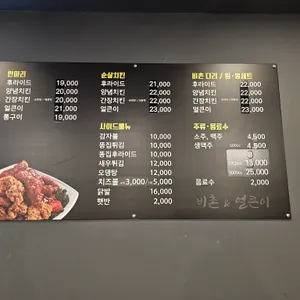 한마리
후라이드 19,000
양념치킨 20,000
간장치킨 20,000
얼큰이 21,000
통구이 19,000
순살치킨
후라이드 21,000
양념치킨 22,000
간장치킨 22,000
얼큰이 23,000
사이드메뉴
감자볼 10,000
똥집튀김 10,000
똥집후라이드 10,000
새우튀김 10,000
오뎅탕 12,000
치즈볼 3,000 5,000
닭발 16,000
햇반 2,000
비촌 다리 / 윙·봉세트
후라이드 22,000
양념치킨 23,000
간장치킨 23,000
얼큰이 24,000
주류·음료수
소주, 맥주 4,500
생맥주 4,500
13,000
25,000
음료수 2,000
비촌 & 얼큰이